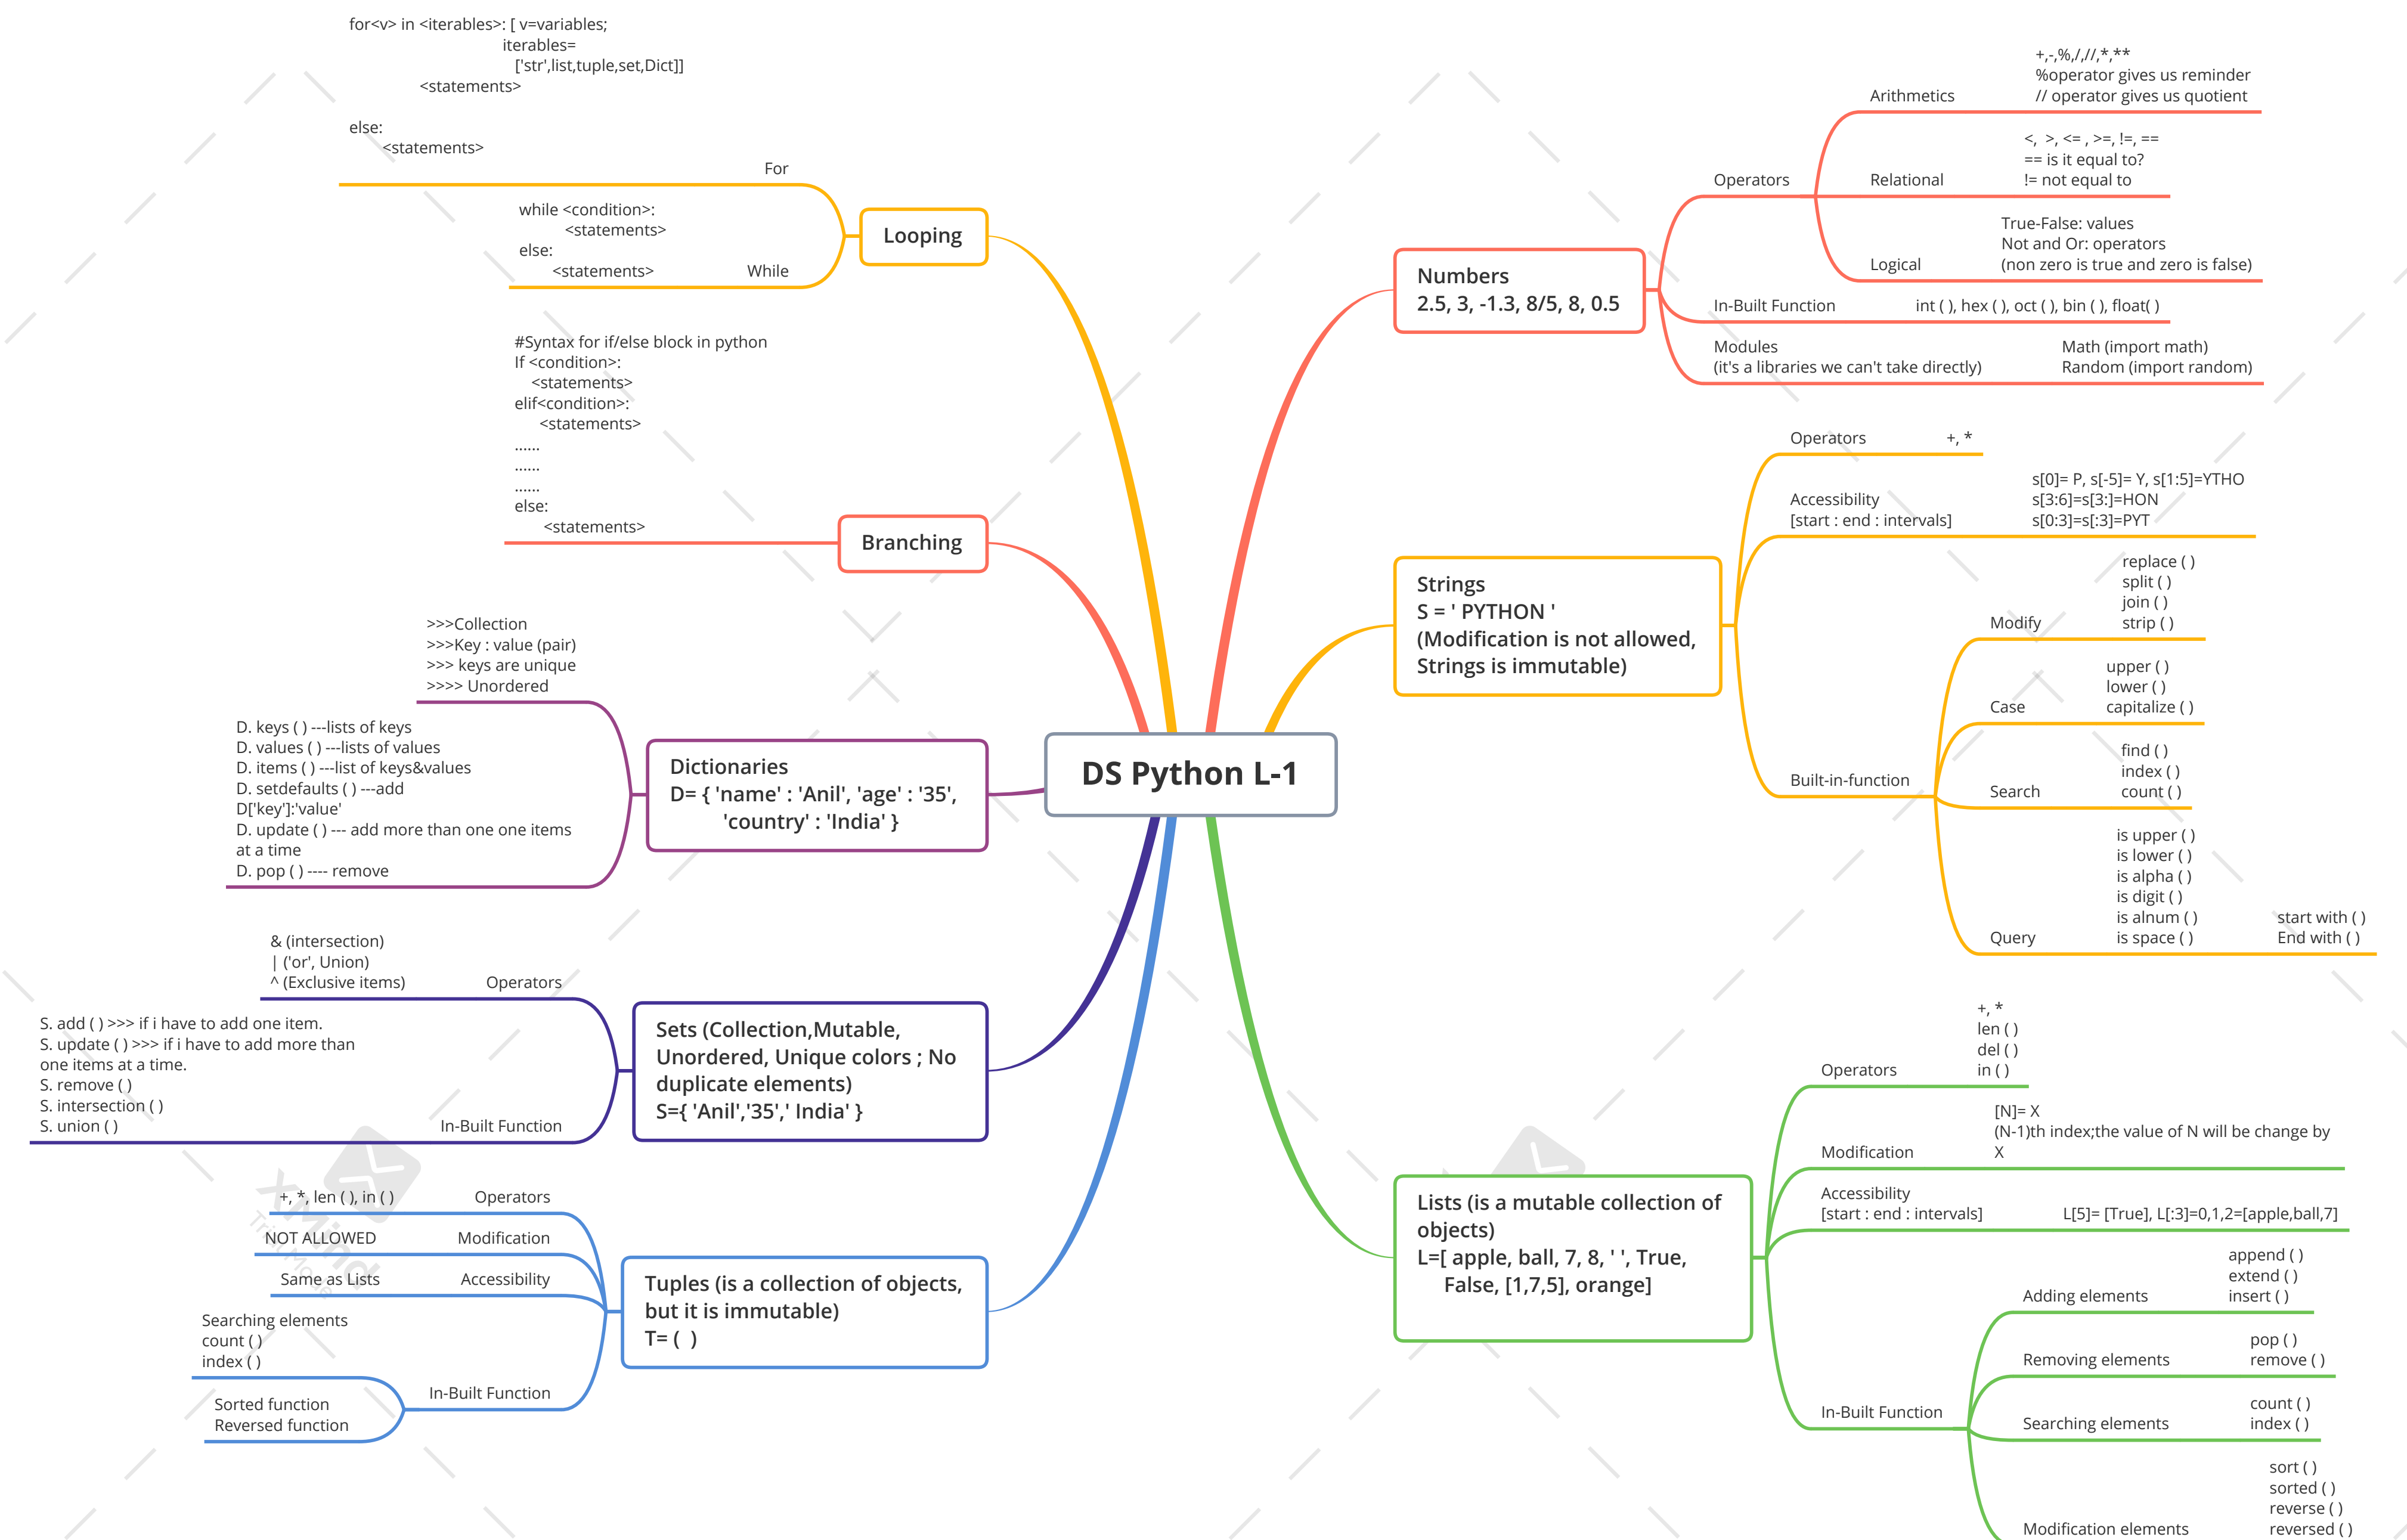 DS Python L-1
Numbers
2.5, 3, -1.3, 8/5, 8, 0.5
Operators
Arithmetics
+,-,%,/,//,*,**
%operator gives us reminder
// operator gives us quotient
Relational
<,  >, <= , >=, !=, ==
== is it equal to?
!= not equal to
Logical
True-False: values
Not and Or: operators
(non zero is true and zero is false)
In-Built Function
int ( ), hex ( ), oct ( ), bin ( ), float( )
Modules
(it's a libraries we can't take directly)
Math (import math)
Random (import random)
Strings
S = ' PYTHON '
(Modification is not allowed,
Strings is immutable)
Operators
+, *
Accessibility
[start : end : intervals]
s[0]= P, s[-5]= Y, s[1:5]=YTHO
s[3:6]=s[3:]=HON
s[0:3]=s[:3]=PYT
Built-in-function
Modify
replace ( )
split ( )
join ( )
strip ( )
Case
upper ( )
lower ( )
capitalize ( )
Search
find ( )
index ( )
count ( )
Query
is upper ( )
is lower ( )
is alpha ( )
is digit ( )
is alnum ( )
is space ( )
start with ( )
End with ( )
Lists (is a mutable collection of
objects)
L=[ apple, ball, 7, 8, ' ', True,
False, [1,7,5], orange]
Operators
+, *
len ( )
del ( )
in ( )
Modification
[N]= X
(N-1)th index;the value of N will be change by
X
Accessibility
[start : end : intervals]
L[5]= [True], L[:3]=0,1,2=[apple,ball,7]
In-Built Function
Adding elements
append ( )
extend ( )
insert ( )
Removing elements
pop ( )
remove ( )
Searching elements
count ( )
index ( )
Modification elements
sort ( )
sorted ( )
reverse ( )
reversed ( )
Looping
For
for<v> in <iterables>: [ v=variables;
iterables=
['str',list,tuple,set,Dict]]
<statements>
else:
<statements>
While
while <condition>:
<statements>
else:
<statements>
Branching
#Syntax for if/else block in python
If <condition>:
<statements>
elif<condition>:
<statements>
......
......
......
else:
<statements>
Dictionaries
D= { 'name' : 'Anil', 'age' : '35',
'country' : 'India' }
>>>Collection
>>>Key : value (pair)
>>> keys are unique
>>>> Unordered
D. keys ( ) ---lists of keys
D. values ( ) ---lists of values
D. items ( ) ---list of keys&values
D. setdefaults ( ) ---add
D['key']:'value'
D. update ( ) --- add more than one one items
at a time
D. pop ( ) ---- remove
Sets (Collection,Mutable,
Unordered, Unique colors ; No
duplicate elements)
S={ 'Anil','35',' India' }
Operators
& (intersection)
| ('or', Union)
^ (Exclusive items)
In-Built Function
S. add ( ) >>> if i have to add one item.
S. update ( ) >>> if i have to add more than
one items at a time.
S. remove ( )
S. intersection ( )
S. union ( )
Tuples (is a collection of objects,
but it is immutable)
T= (  )
Operators
+, *, len ( ), in ( )
Modification
NOT ALLOWED
Accessibility
Same as Lists
In-Built Function
Searching elements
count ( )
index ( )
Sorted function
Reversed function
XMind
Trial Mode